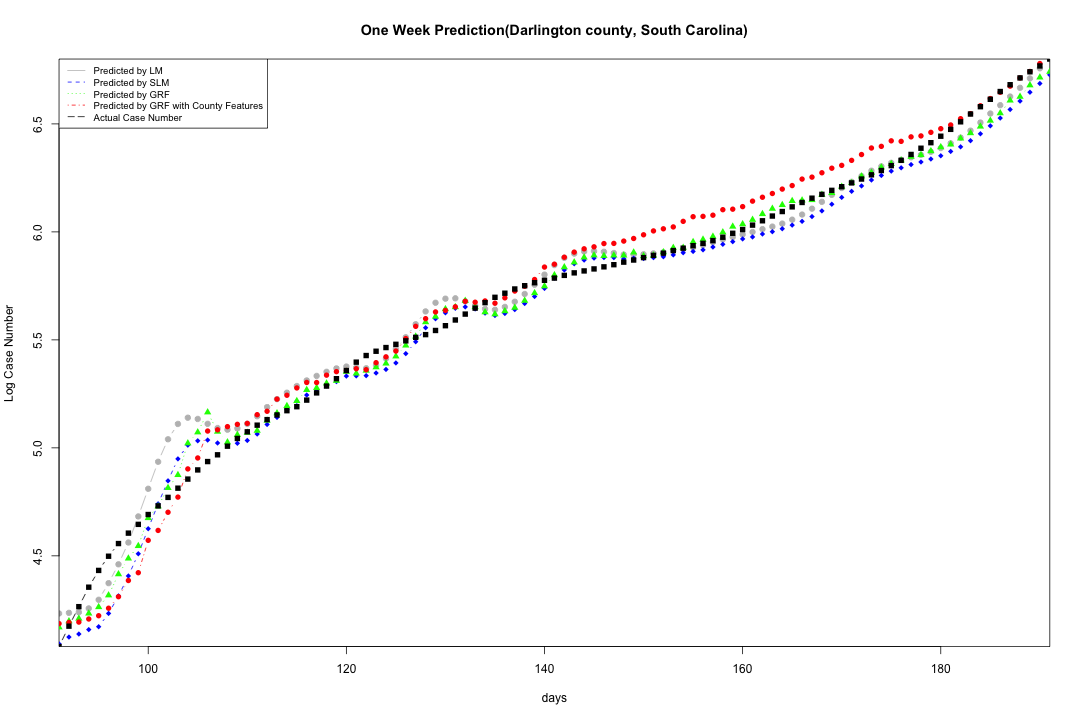 One Week Prediction(Darlington county, South Carolina)
Predicted by LM
Predicted by SLM
Predicted by GRF
Predicted by GRF with County Features
Actual Case Number
6.5
6.0
5.5
5.0
4.5
Log Case Number
100 120 140 160 180
days